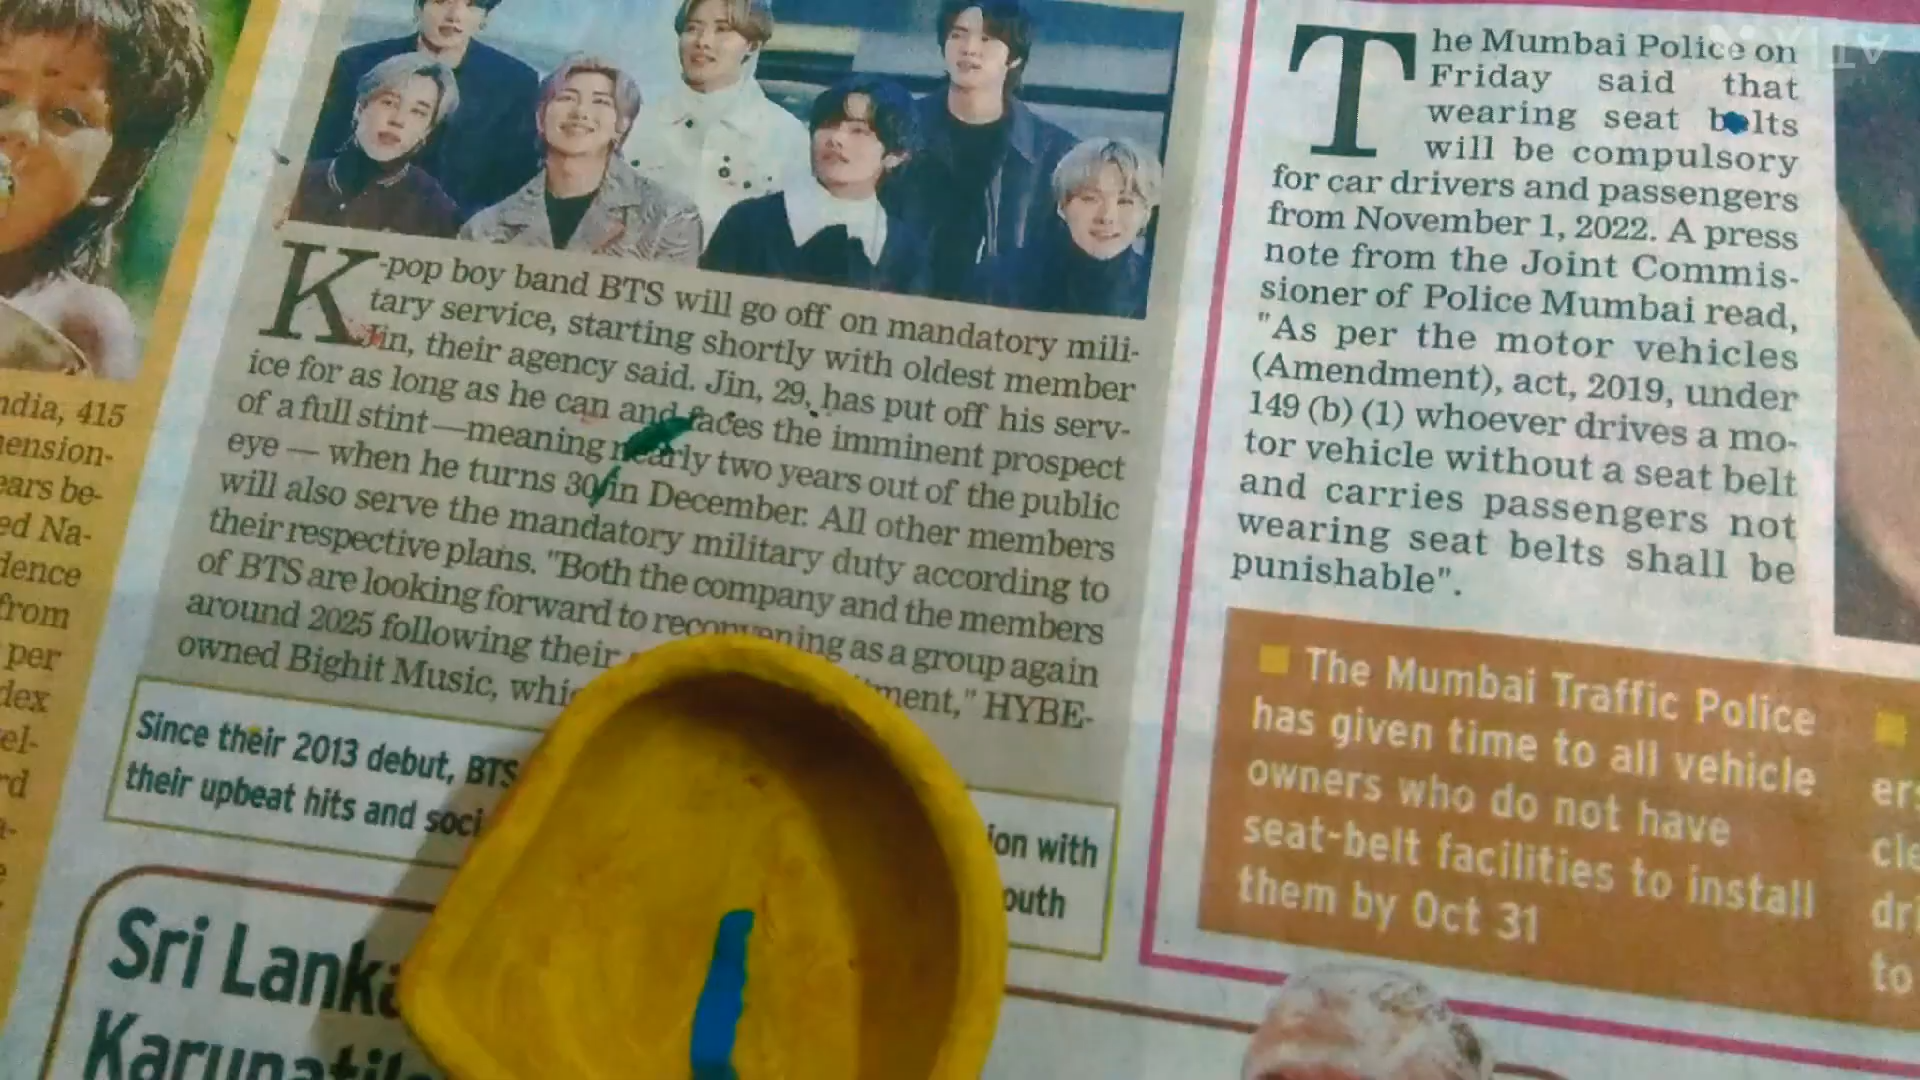 ndia, 415
ension-
ears be-
ed Na-
dence
from
per
dex
el-
rd
K-pop boy band BTS will go off on mandatory mili-
tary service, starting shortly with oldest member
Jin, their agency said. Jin, 29, has put off his serv-
ice for as long as he can and faces the imminent prospect
of a full stint—meaning nearly two years out of the public
eye — when he turns 30 in December. All other members
will also serve the mandatory military duty according to
their respective plans. "Both the company and the members
of BTS are looking forward to reconvening as a group again
around 2025 following their
owned Bighit Music, ment," HYBE-
Since their 2013 debut, BTS ion with
their upbeat hits and soci outh
Sri Lanka
Karunatil
The Mumbai Police on
Friday said that
wearing seat belts
will be compulsory
for car drivers and passengers
from November 1, 2022. A press
note from the Joint Commis-
sioner of Police Mumbai read,
"As per the motor vehicles
(Amendment), act, 2019, under
149 (b) (1) whoever drives a mo-
tor vehicle without a seat belt
and carries passengers not
wearing seat belts shall be
punishable".
The Mumbai Traffic Police
has given time to all vehicle
owners who do not have
seat-belt facilities to install
them by Oct 31
ers
cle
dri
to